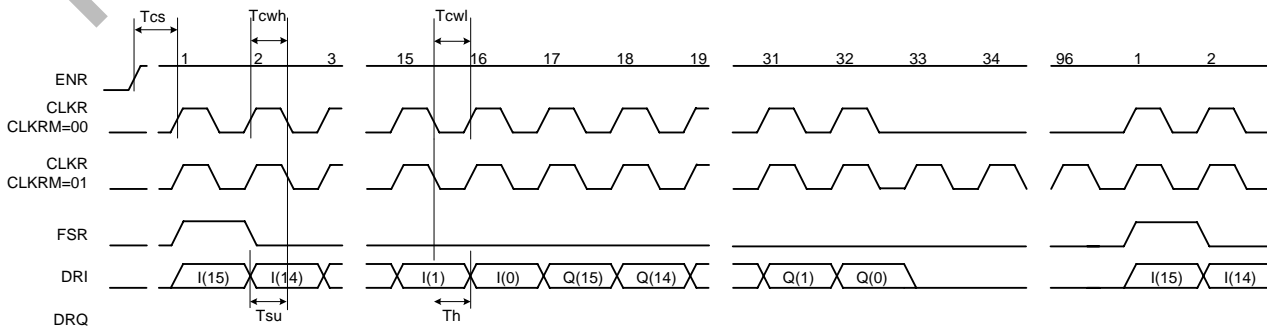 Tcs Tcwh Tcwl
1 2 3 15 16 17 18 19 31 32 33 34 96 1 2
ENR
CLKR
CLKRM=00
CLKR
CLKRM=01
FSR
DRI I(15) I(14) I(1) I(0) Q(15) Q(14) Q(1) Q(0) I(15) I(14)
Tsu Th
DRQ